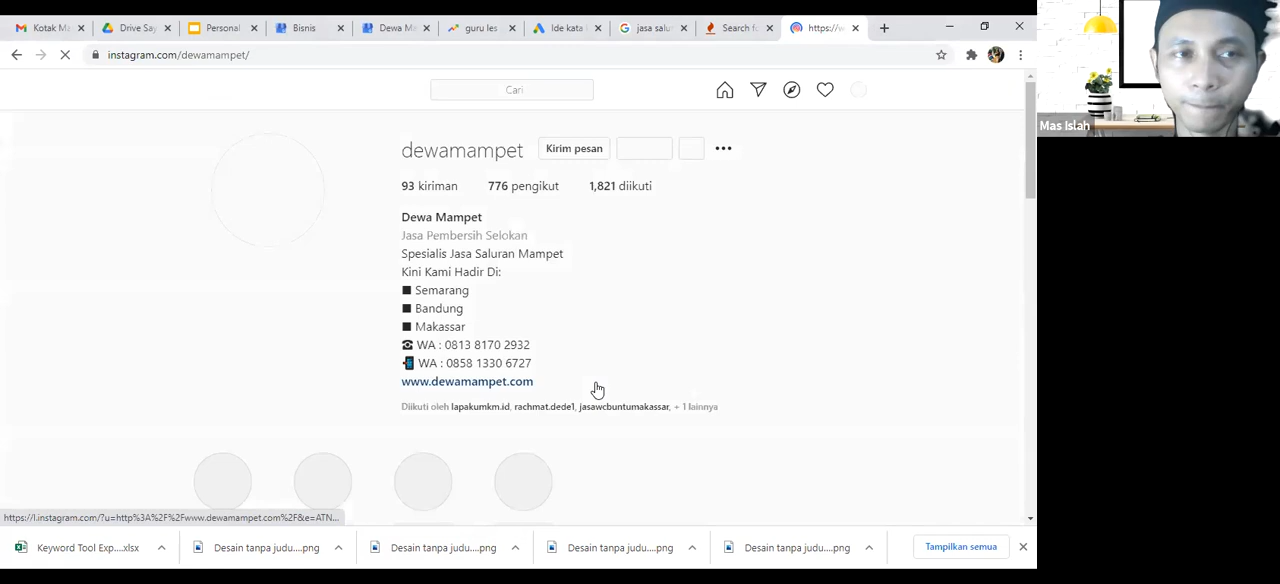 Kotak Ma
Drive Say
Personal
Bisnis
Dewa Ma
guru les
Ide kata
jasa salur
Search fu
https://w
instagram.com/dewamampet/
Cari
dewamampet
Kirim pesan
93 kiriman 776 pengikut 1,821 diikuti
Dewa Mampet
Jasa Pembersih Selokan
Spesialis Jasa Saluran Mampet
Kini Kami Hadir Di:
■ Semarang
■ Bandung
■ Makassar
☎ WA : 0813 8170 2932
📲 WA : 0858 1330 6727
www.dewamampet.com
Diikuti oleh lapakumkm.id, rachmat.dede1, jasawcbuntumakassar, + 1 lainnya
https://l.instagram.com/?u=http%3A%2F%2Fwww.dewamampet.com%2F&e=ATN...
Keyword Tool Exp....xlsx
Desain tanpa judu....png
Desain tanpa judu....png
Desain tanpa judu....png
Desain tanpa judu....png
Tampilkan semua
Mas Islah